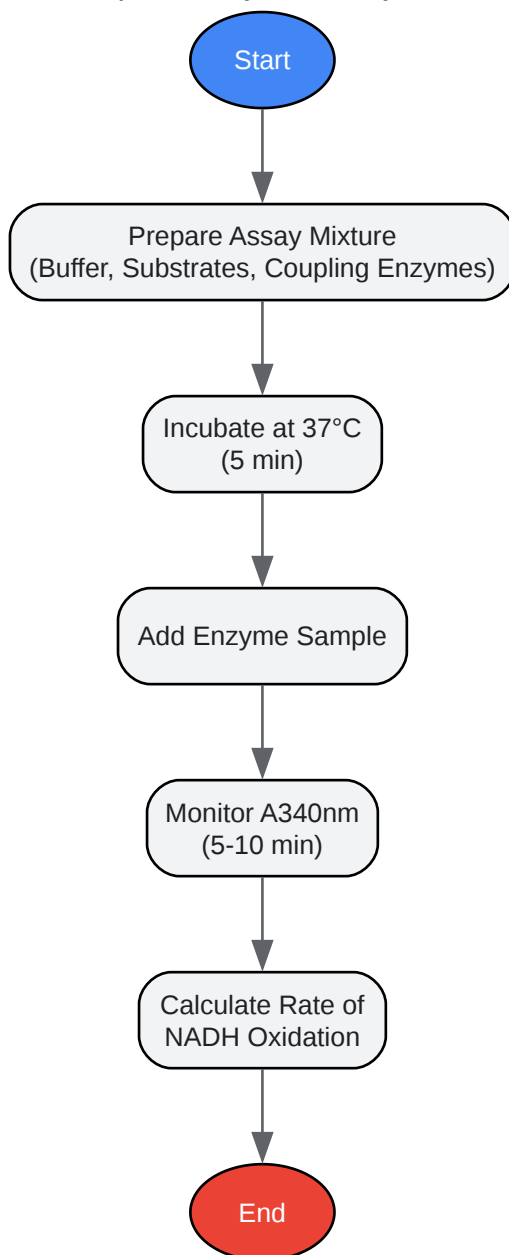 Start
Prepare Assay Mixture
(Buffer, Substrates, Coupling Enzymes)
Incubate at 37°C
(5 min)
Add Enzyme Sample
Monitor A340nm
(5-10 min)
Calculate Rate of
NADH Oxidation
End